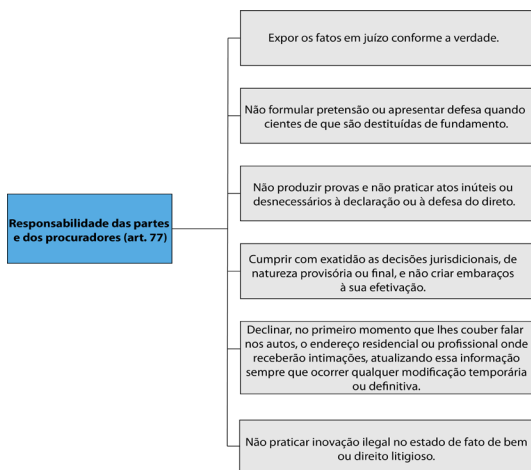 Responsabilidade das partes
e dos procuradores (art. 77)
Expor os fatos em juízo conforme a verdade.
Não formular pretensão ou apresentar defesa quando
cientes de que são destituídas de fundamento.
Não produzir provas e não praticar atos inúteis ou
desnecessários à declaração ou à defesa do direto.
Cumprir com exatidão as decisões jurisdicionais, de
natureza provisória ou final, e não criar embaraços
à sua efetivação.
Declinar, no primeiro momento que lhes couber falar
nos autos, o endereço residencial ou profissional onde
receberão intimações, atualizando essa informação
sempre que ocorrer qualquer modificação temporária
ou definitiva.
Não praticar inovação ilegal no estado de fato de bem
ou direito litigioso.